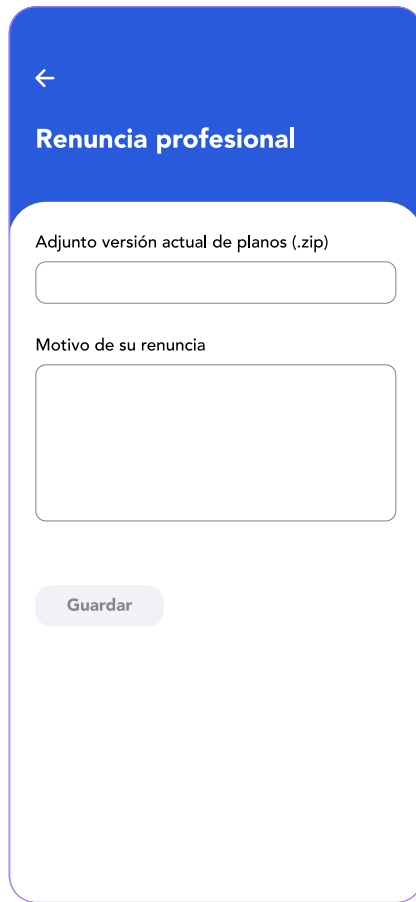 Renuncia profesional
Adjunto versión actual de planos (.zip)
Motivo de su renuncia
Guardar